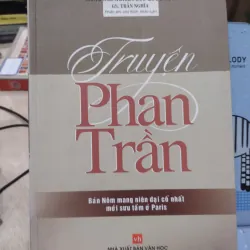 GS. TRẦN NGHĨA
Truyện
Phan
Trần
Bản Nôm mang niên đại cổ nhất
mới sưu tầm ở Paris
vh
NHÀ XUẤT BẢN VĂN HỌC